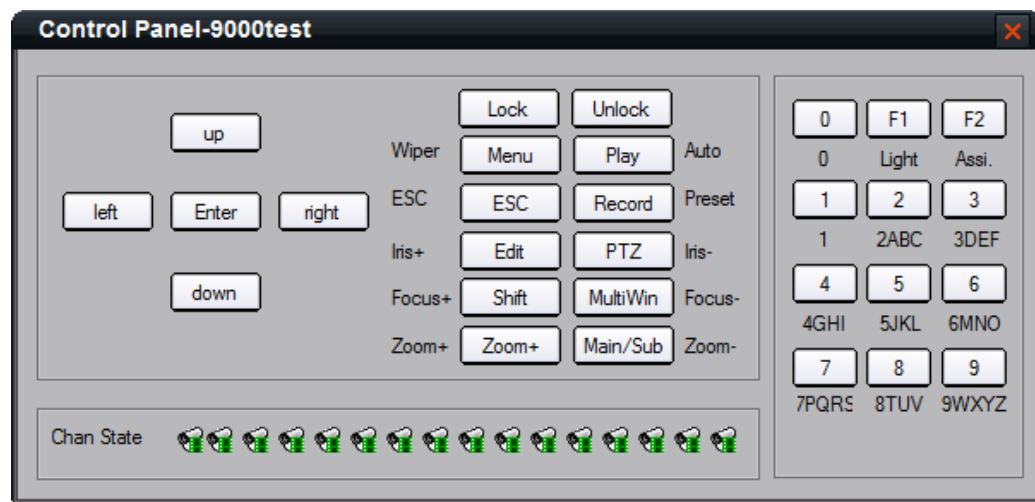 Control Panel-9000test
up
left Enter right
down
Lock Unlock
Wiper Menu Play Auto
ESC ESC Record Preset
Iris+ Edit PTZ Iris-
Focus+ Shift MultiWin Focus-
Zoom+ Zoom+ Main/Sub Zoom-
Chan State
0 F1 F2
0 Light Assi.
1 2 3
1 2ABC 3DEF
4 5 6
4GHI 5JKL 6MNO
7 8 9
7PQRS 8TUV 9WXYZ